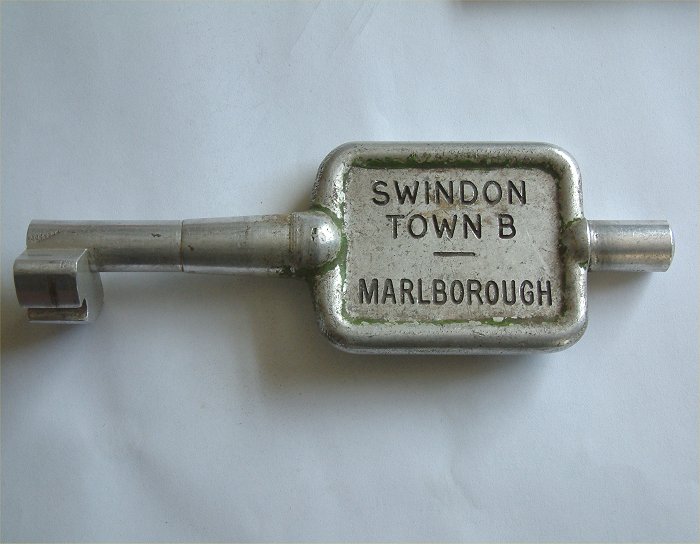 SWINDON
TOWN B
—
MARLBOROUGH